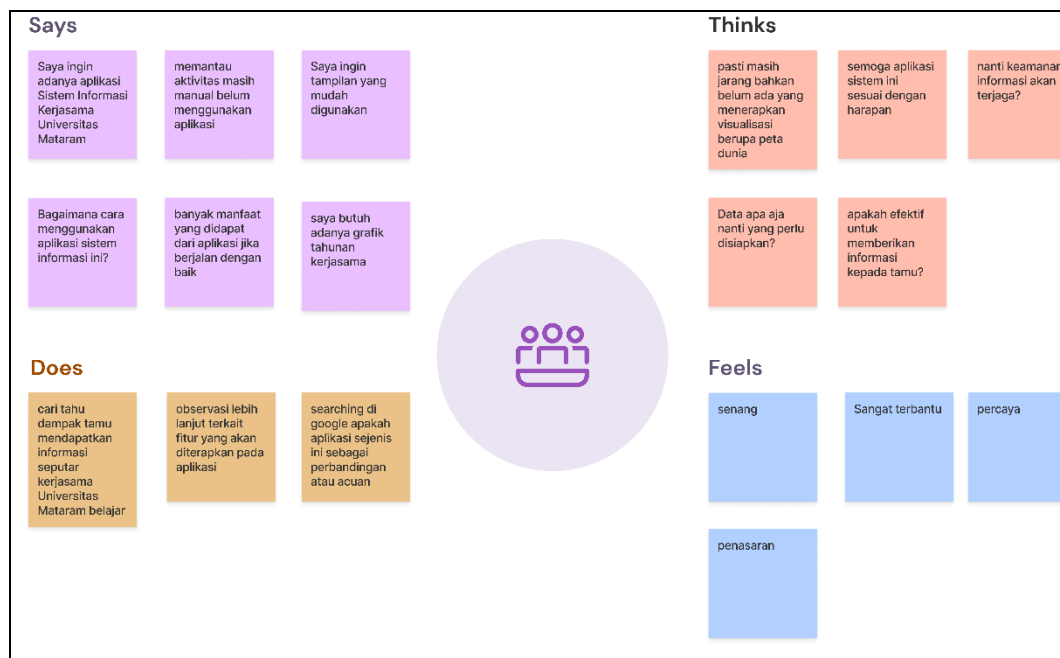 Says
Saya ingin
adanya aplikasi
Sistem Informasi
Kerjasama
Universitas
Mataram
memantau
aktivitas masih
manual belum
menggunakan
aplikasi
Saya ingin
tampilan yang
mudah
digunakan
Bagaimana cara
menggunakan
aplikasi sistem
informasi ini?
banyak manfaat
yang didapat
dari aplikasi jika
berjalan dengan
baik
saya butuh
adanya grafik
tahunan
kerjasama
Thinks
pasti masih
jarang bahkan
belum ada yang
menerapkan
visualisasi
berupa peta
dunia
semoga aplikasi
sistem ini
sesuai dengan
harapan
nanti keamanan
informasi akan
terjaga?
Data apa aja
nanti yang perlu
disiapkan?
apakah efektif
untuk
memberikan
informasi
kepada tamu?
Does
cari tahu
dampak tamu
mendapatkan
informasi
seputar
kerjasama
Universitas
Mataram belajar
observasi lebih
lanjut terkait
fitur yang akan
diterapkan pada
aplikasi
searching di
google apakah
aplikasi sejenis
ini sebagai
perbandingan
atau acuan
Feels
senang
Sangat terbantu
percaya
penasaran